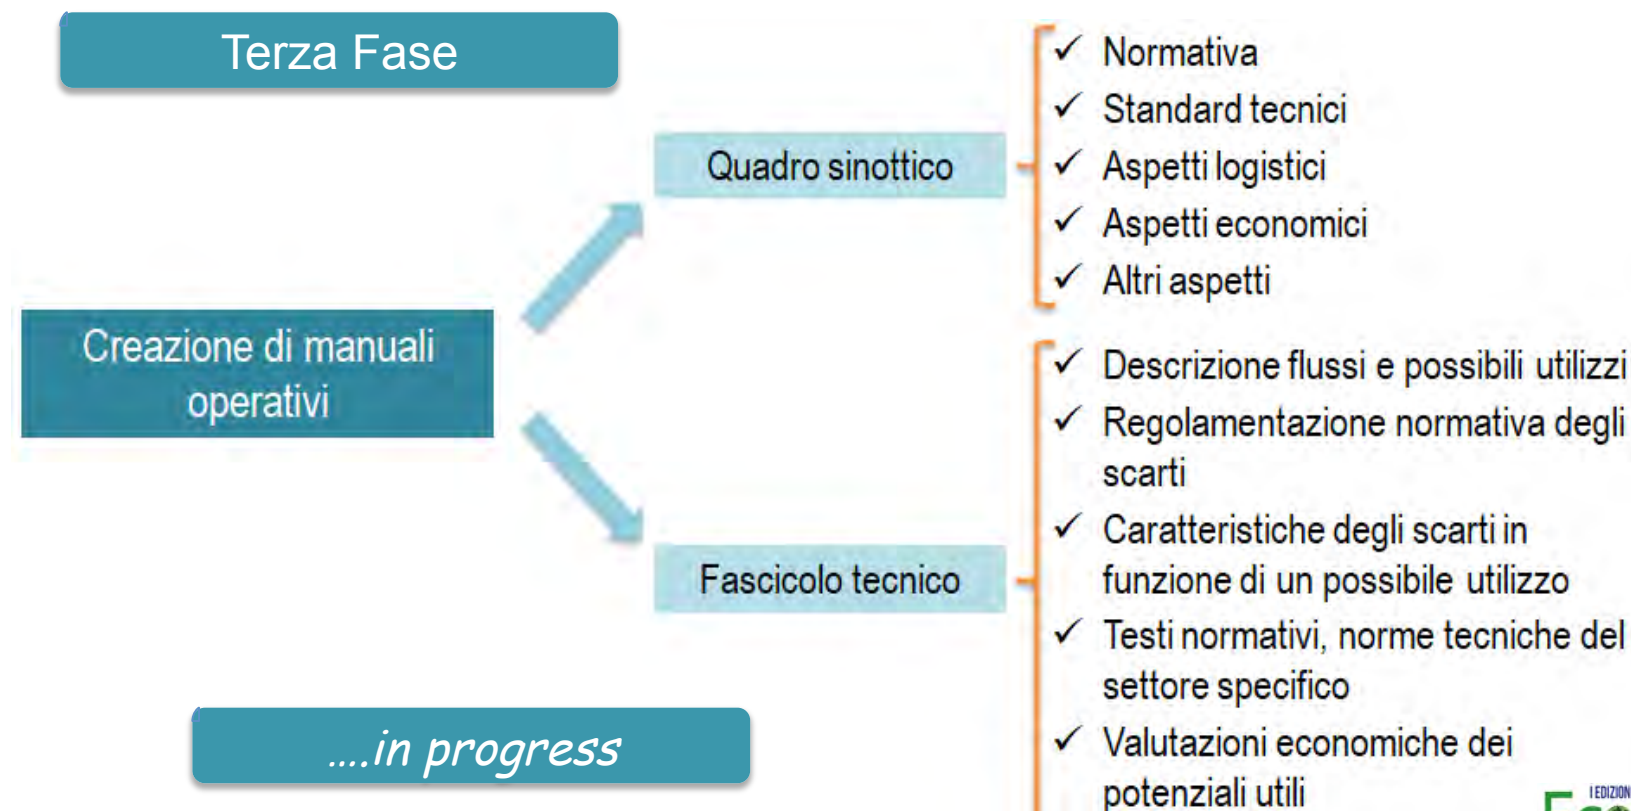 Terza Fase
✓ Normativa
✓ Standard tecnici
✓ Aspetti logistici
✓ Aspetti economici
✓ Altri aspetti
Quadro sinottico
Creazione di manuali
operativi
✓ Descrizione flussi e possibili utilizzi
✓ Regolamentazione normativa degli
scarti
✓ Caratteristiche degli scarti in
funzione di un possibile utilizzo
✓ Testi normativi, norme tecniche del
settore specifico
✓ Valutazioni economiche dei
potenziali utili
Fascicolo tecnico
....in progress
I EDIZION